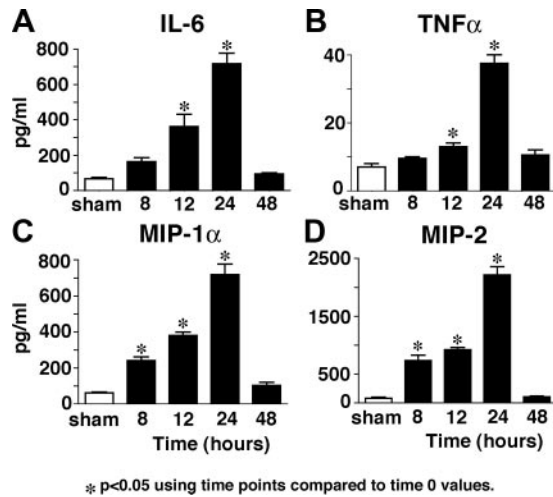 A IL-6
800
600
400
200
0
pg/ml
sham 8 12 24 48
*
*
B TNFα
40
20
0
sham 8 12 24 48
*
*
C MIP-1α
800
600
400
200
0
pg/ml
sham 8 12 24 48
Time (hours)
*
*
*
D MIP-2
2500
1500
500
0
sham 8 12 24 48
Time (hours)
*
*
*
* p<0.05 using time points compared to time 0 values.